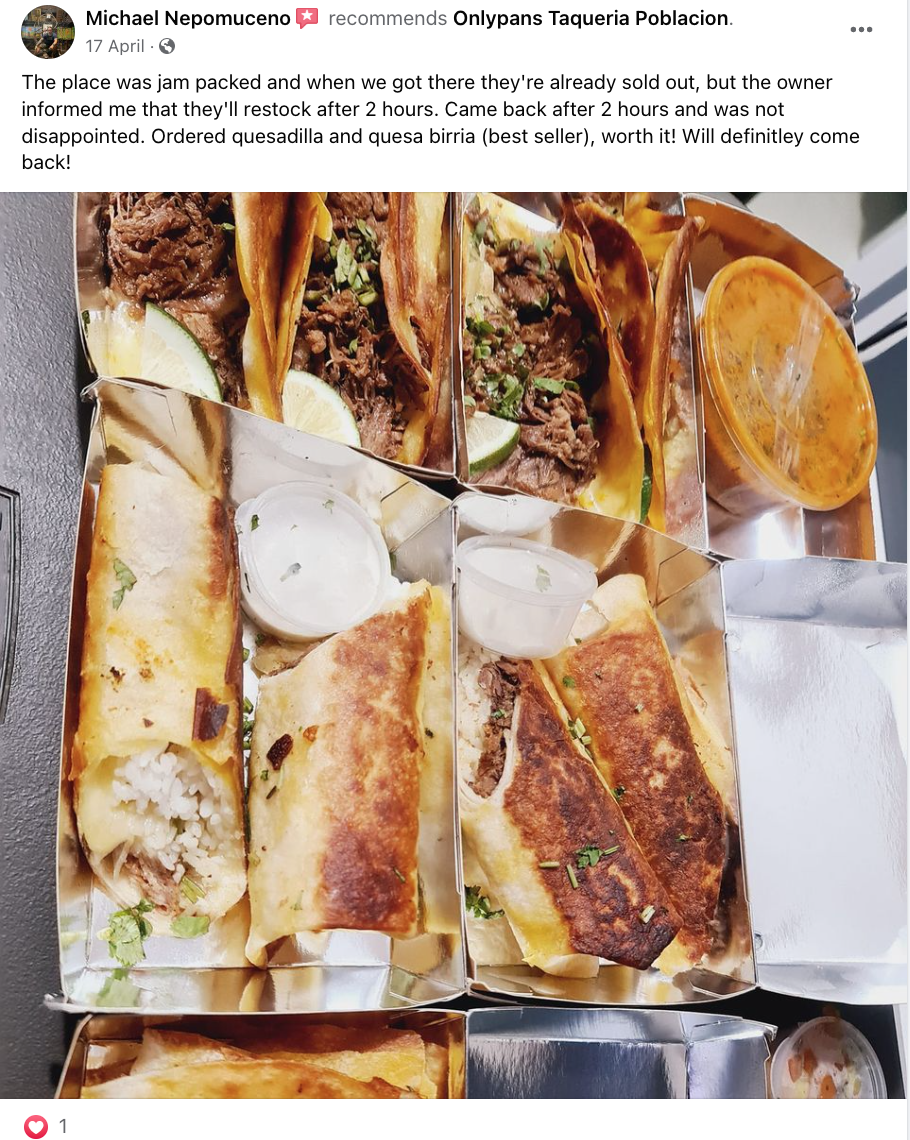 Michael Nepomuceno recommends Onlypans Taqueria Poblacion.
17 April ·
The place was jam packed and when we got there they're already sold out, but the owner
informed me that they'll restock after 2 hours. Came back after 2 hours and was not
disappointed. Ordered quesadilla and quesa birria (best seller), worth it! Will definitley come
back!
1